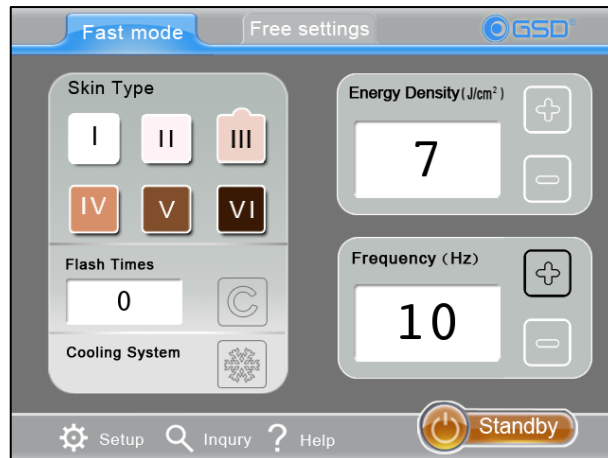 Fast mode
Free settings
GSD®
Skin Type
I II III
IV V VI
Flash Times
0
C
Cooling System
Energy Density(J/cm²)
7
Frequency (Hz)
10
Setup
Inqury
? Help
Standby